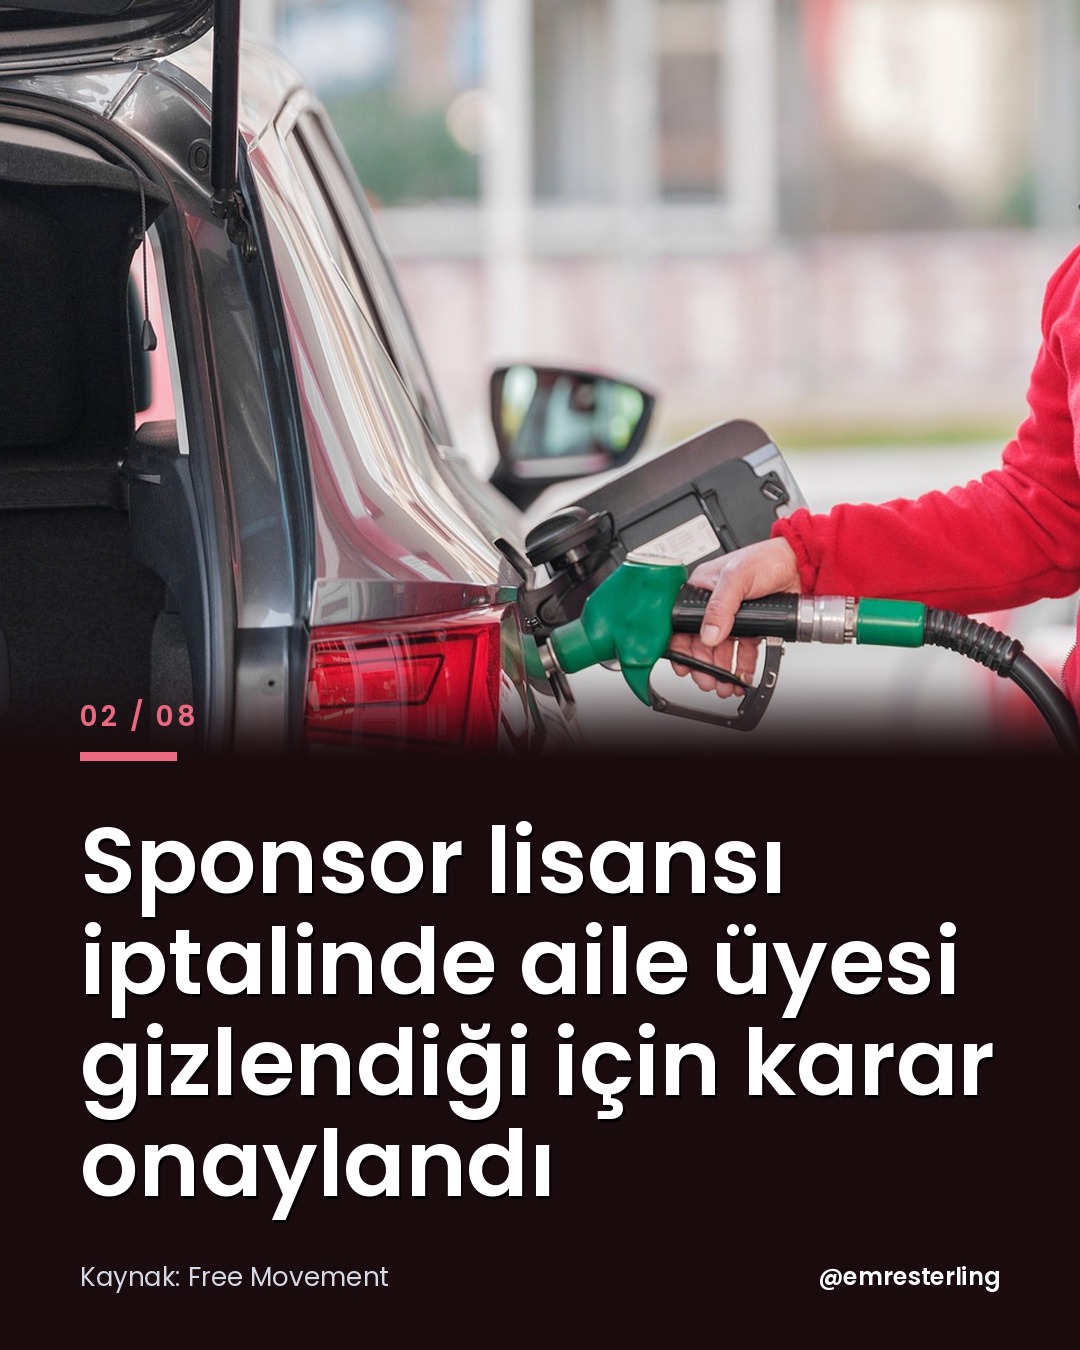 02 / 08
Sponsor lisansı
iptalinde aile üyesi
gizlendiği için karar
onaylandı
Kaynak: Free Movement
@emresterling